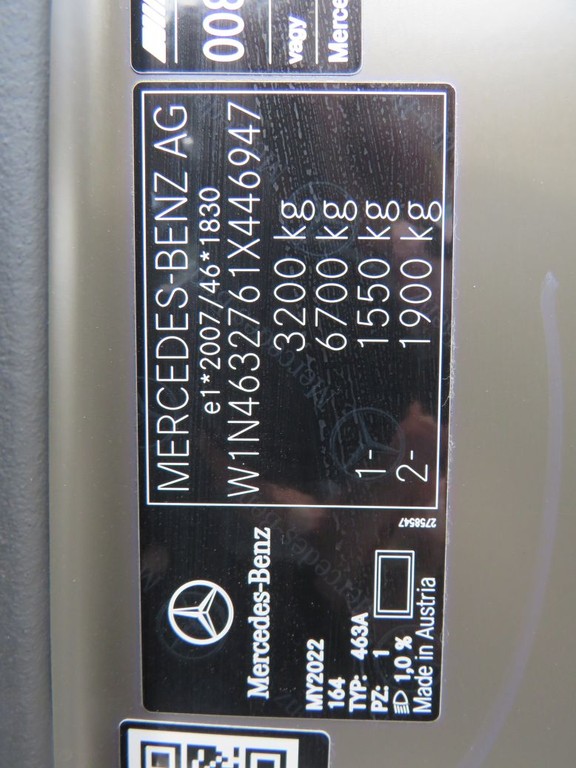 008
vagy
Merce
MERCEDES-BENZ AG
e1*2007/46*1830
W1N4632761X446947
3200 kg
6700 kg
1- 1550 kg
2- 1900 kg
2758547
Mercedes-Benz
MY2022
164
TYP: 463A
PZ: 1
1,0 %
Made in Austria